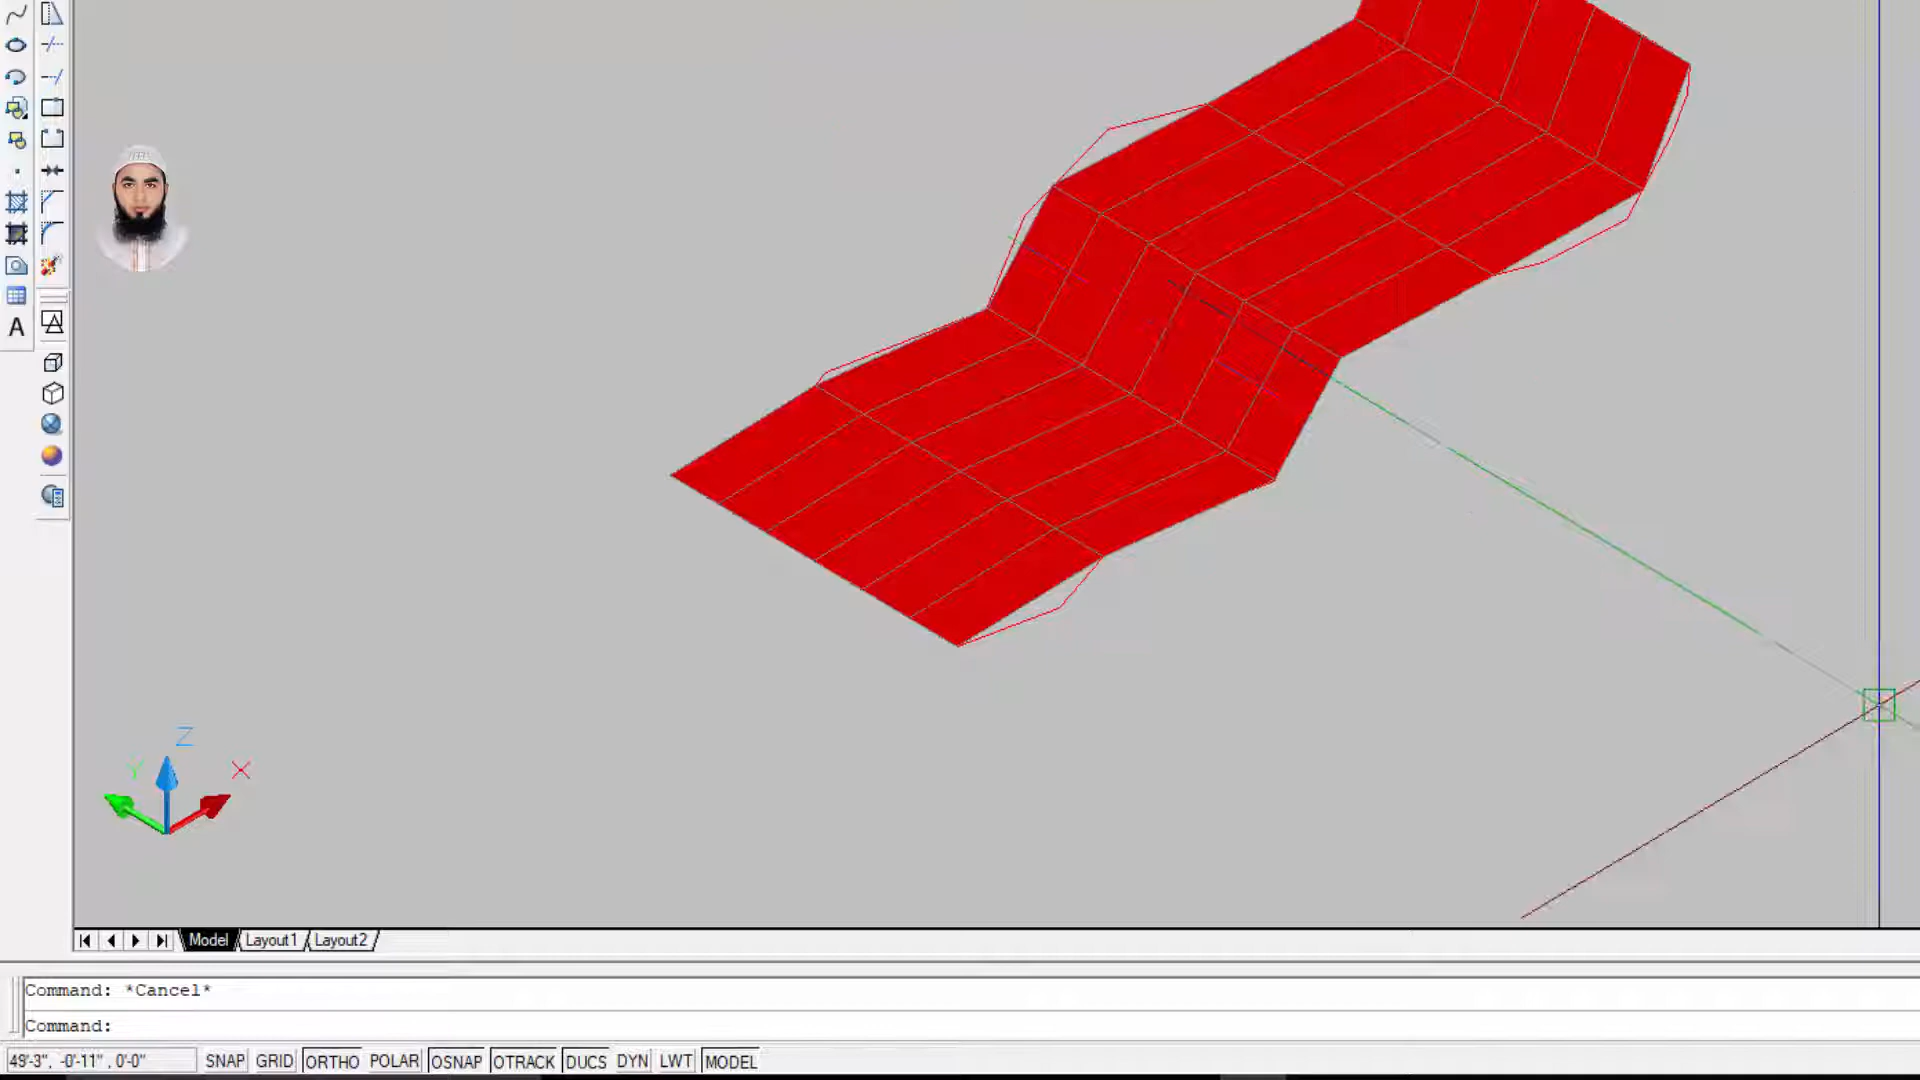 A
Z
Y
X
Model Layout1 Layout2
Command: *Cancel*
Command:
49'-3", -0'-11" , 0'-0" SNAP GRID ORTHO POLAR OSNAP OTRACK DUCS DYN LWT MODEL